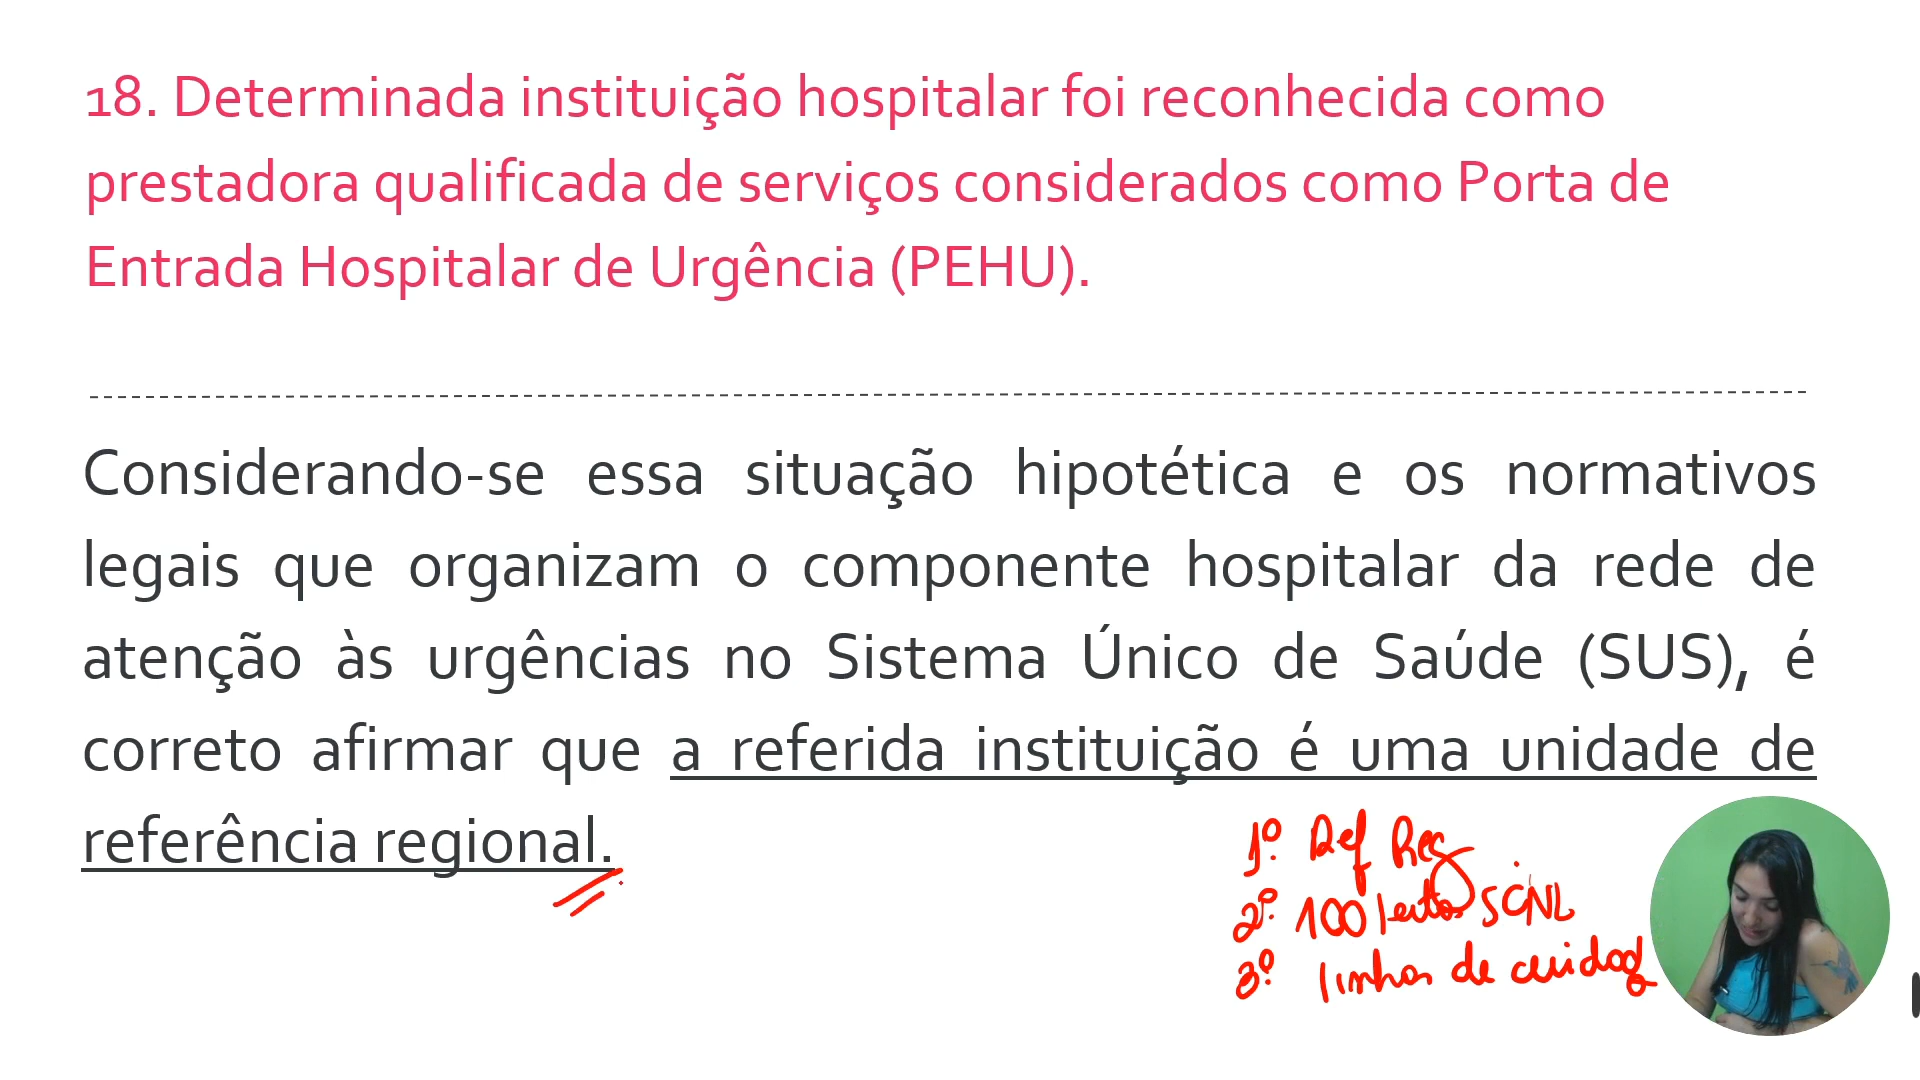 18. Determinada instituição hospitalar foi reconhecida como
prestadora qualificada de serviços considerados como Porta de
Entrada Hospitalar de Urgência (PEHU).
Considerando-se essa situação hipotética e os normativos
legais que organizam o componente hospitalar da rede de
atenção às urgências no Sistema Único de Saúde (SUS), é
correto afirmar que a referida instituição é uma unidade de
referência regional.
1º. Ref Reg
2º. 100 leitos
3º. linhas de cuidado